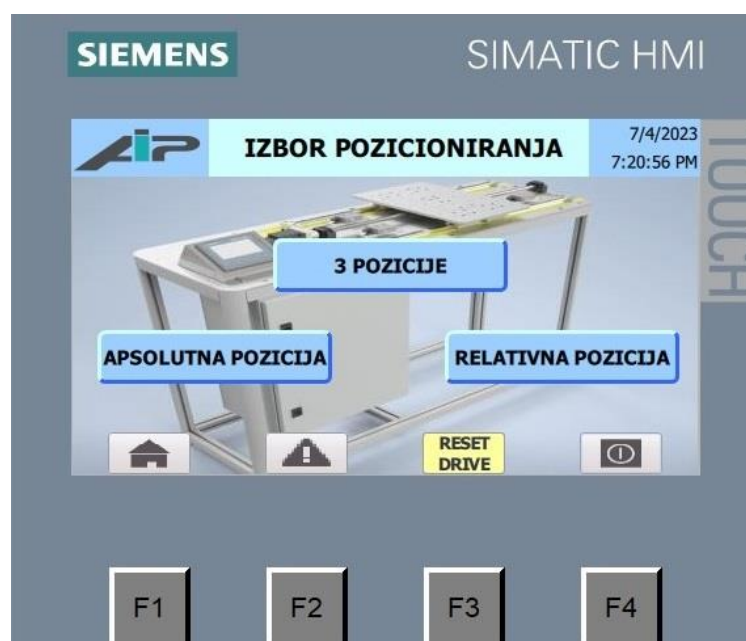 SIEMENS
SIMATIC HMI
TOUCH
AIP
IZBOR POZICIONIRANJA
7/4/2023
7:20:56 PM
3 POZICIJE
APSOLUTNA POZICIJA
RELATIVNA POZICIJA
RESET
DRIVE
F1
F2
F3
F4